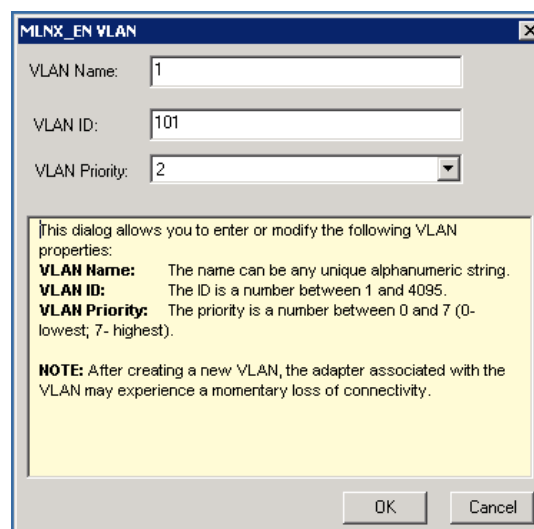 MLNX_EN VLAN
VLAN Name: 1
VLAN ID: 101
VLAN Priority: 2
This dialog allows you to enter or modify the following VLAN
properties:
VLAN Name: The name can be any unique alphanumeric string.
VLAN ID: The ID is a number between 1 and 4095.
VLAN Priority: The priority is a number between 0 and 7 (0-
lowest; 7- highest).
NOTE: After creating a new VLAN, the adapter associated with the
VLAN may experience a momentary loss of connectivity.
OK Cancel